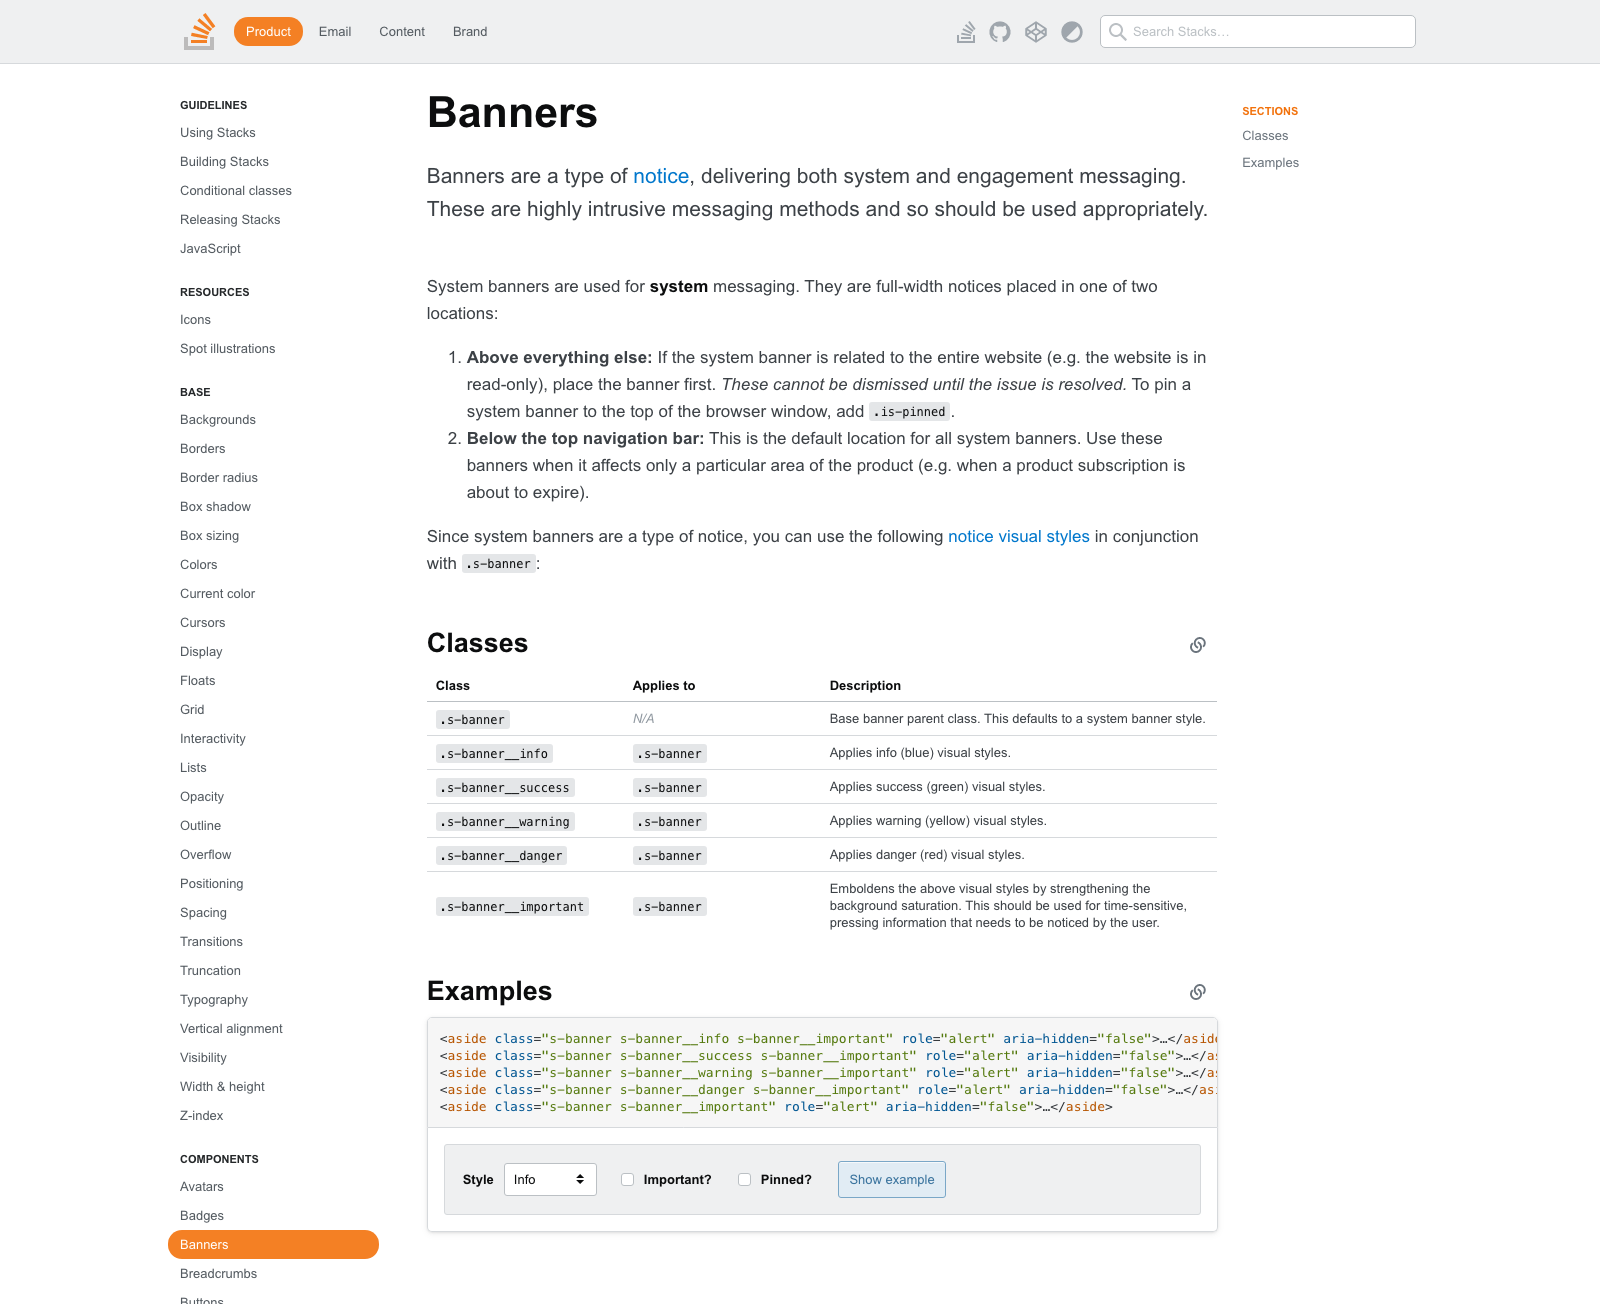 Product
Email
Content
Brand
Search Stacks…
GUIDELINES
Using Stacks
Building Stacks
Conditional classes
Releasing Stacks
JavaScript
RESOURCES
Icons
Spot illustrations
BASE
Backgrounds
Borders
Border radius
Box shadow
Box sizing
Colors
Current color
Cursors
Display
Floats
Grid
Interactivity
Lists
Opacity
Outline
Overflow
Positioning
Spacing
Transitions
Truncation
Typography
Vertical alignment
Visibility
Width & height
Z-index
COMPONENTS
Avatars
Badges
Banners
Breadcrumbs
Buttons
Banners
Banners are a type of notice, delivering both system and engagement messaging.
These are highly intrusive messaging methods and so should be used appropriately.
System banners are used for system messaging. They are full-width notices placed in one of two
locations:
1. Above everything else: If the system banner is related to the entire website (e.g. the website is in
read-only), place the banner first. These cannot be dismissed until the issue is resolved. To pin a
system banner to the top of the browser window, add .is-pinned.
2. Below the top navigation bar: This is the default location for all system banners. Use these
banners when it affects only a particular area of the product (e.g. when a product subscription is
about to expire).
Since system banners are a type of notice, you can use the following notice visual styles in conjunction
with .s-banner:
Classes
Class Applies to Description
.s-banner N/A Base banner parent class. This defaults to a system banner style.
.s-banner__info .s-banner Applies info (blue) visual styles.
.s-banner__success .s-banner Applies success (green) visual styles.
.s-banner__warning .s-banner Applies warning (yellow) visual styles.
.s-banner__danger .s-banner Applies danger (red) visual styles.
.s-banner__important .s-banner Emboldens the above visual styles by strengthening the
background saturation. This should be used for time-sensitive,
pressing information that needs to be noticed by the user.
Examples
<aside class="s-banner s-banner__info s-banner__important" role="alert" aria-hidden="false">…</aside
<aside class="s-banner s-banner__success s-banner__important" role="alert" aria-hidden="false">…</as
<aside class="s-banner s-banner__warning s-banner__important" role="alert" aria-hidden="false">…</as
<aside class="s-banner s-banner__danger s-banner__important" role="alert" aria-hidden="false">…</asi
<aside class="s-banner s-banner__important" role="alert" aria-hidden="false">…</aside>
Style Info Important? Pinned? Show example
SECTIONS
Classes
Examples